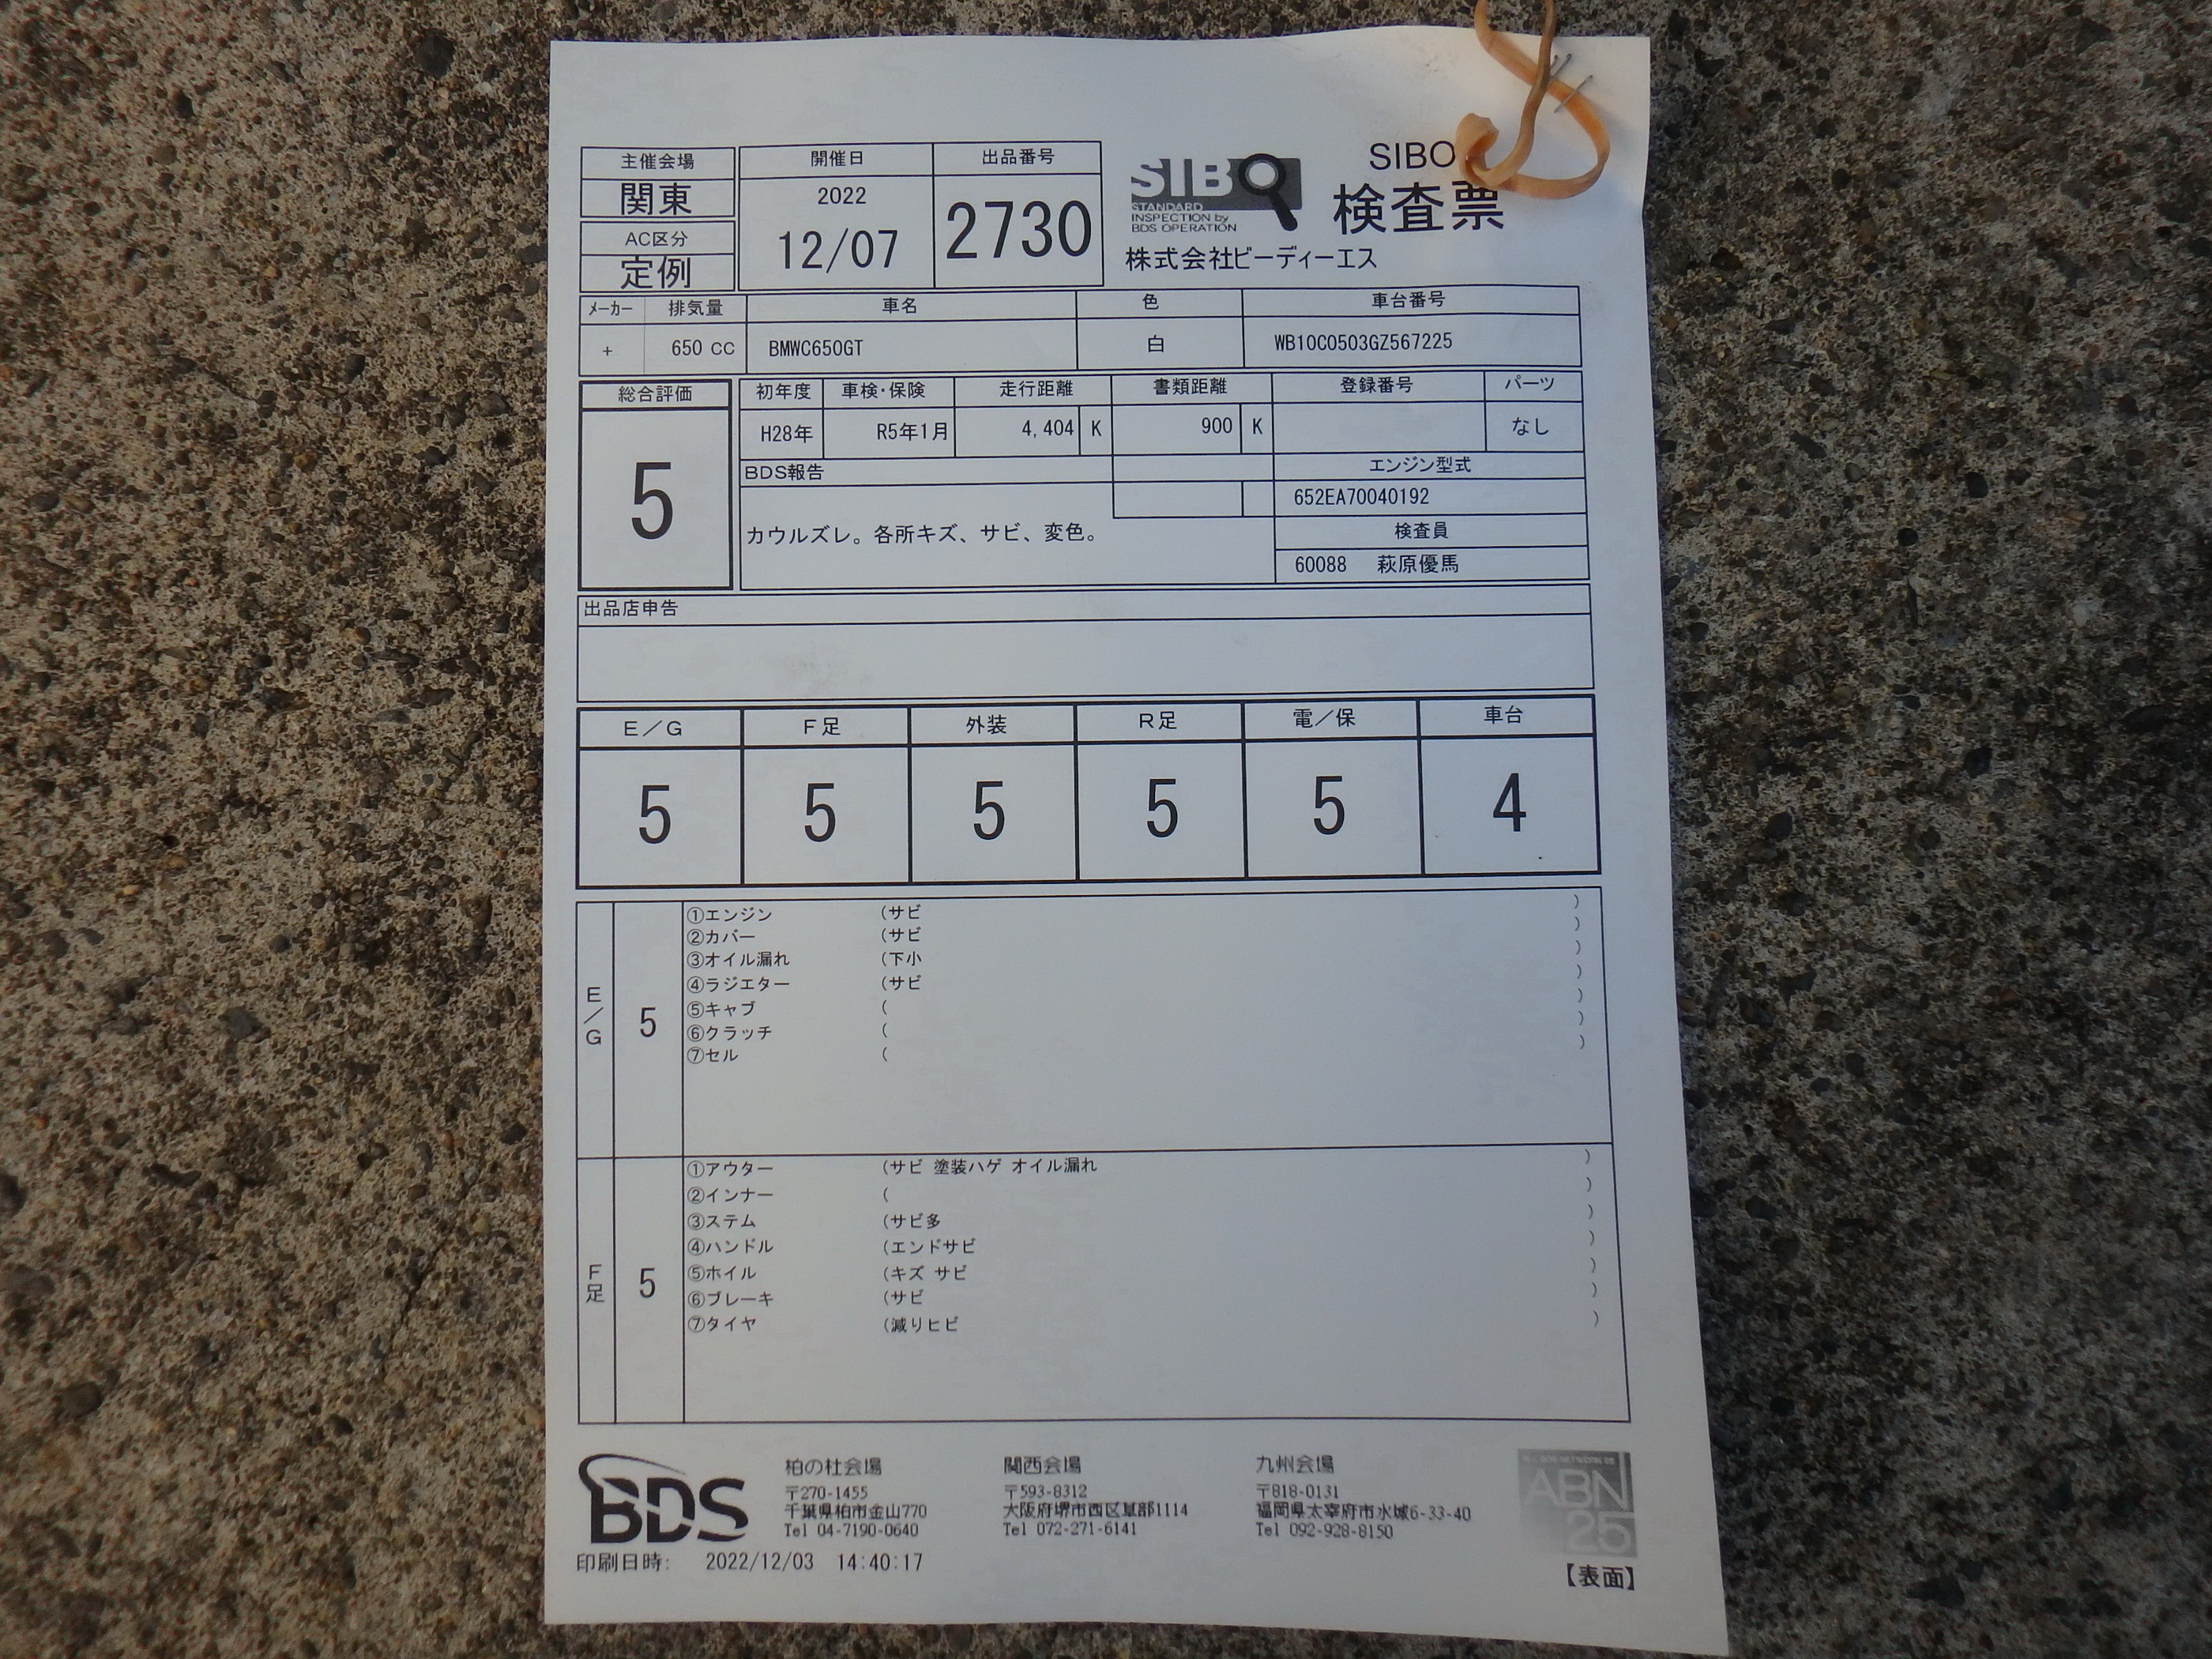 主催会場
関東
AC区分
定例
開催日
2022
12/07
出品番号
2730
SIBO
STANDARD
INSPECTION by
BDS OPERATION
SIBO
検査票
株式会社ビーディーエス
メーカー 排気量 車名 色 車台番号
+ 650 CC BMWC650GT 白 WB10C0503GZ567225
総合評価
5
初年度 車検・保険 走行距離 書類距離 登録番号 パーツ
H28年 R5年1月 4,404 K 900 K なし
BDS報告
カウルズレ。各所キズ、サビ、変色。
エンジン型式
652EA70040192
検査員
60088 萩原優馬
出品店申告
E／G F足 外装 R足 電／保 車台
5 5 5 5 5 4
E／G
5
①エンジン (サビ )
②カバー (サビ )
③オイル漏れ (下小 )
④ラジエター (サビ )
⑤キャブ ( )
⑥クラッチ ( )
⑦セル ( )
F足
5
①アウター (サビ 塗装ハゲ オイル漏れ )
②インナー ( )
③ステム (サビ多 )
④ハンドル (エンドサビ )
⑤ホイル (キズ サビ )
⑥ブレーキ (サビ )
⑦タイヤ (減りヒビ )
BDS
柏の杜会場
〒270-1455
千葉県柏市金山770
Tel 04-7190-0640
関西会場
〒593-8312
大阪府堺市西区草部1114
Tel 072-271-6141
九州会場
〒818-0131
福岡県太宰府市水城6-33-40
Tel 092-928-8150
ABN
25
印刷日時: 2022/12/03 14:40:17
【表面】